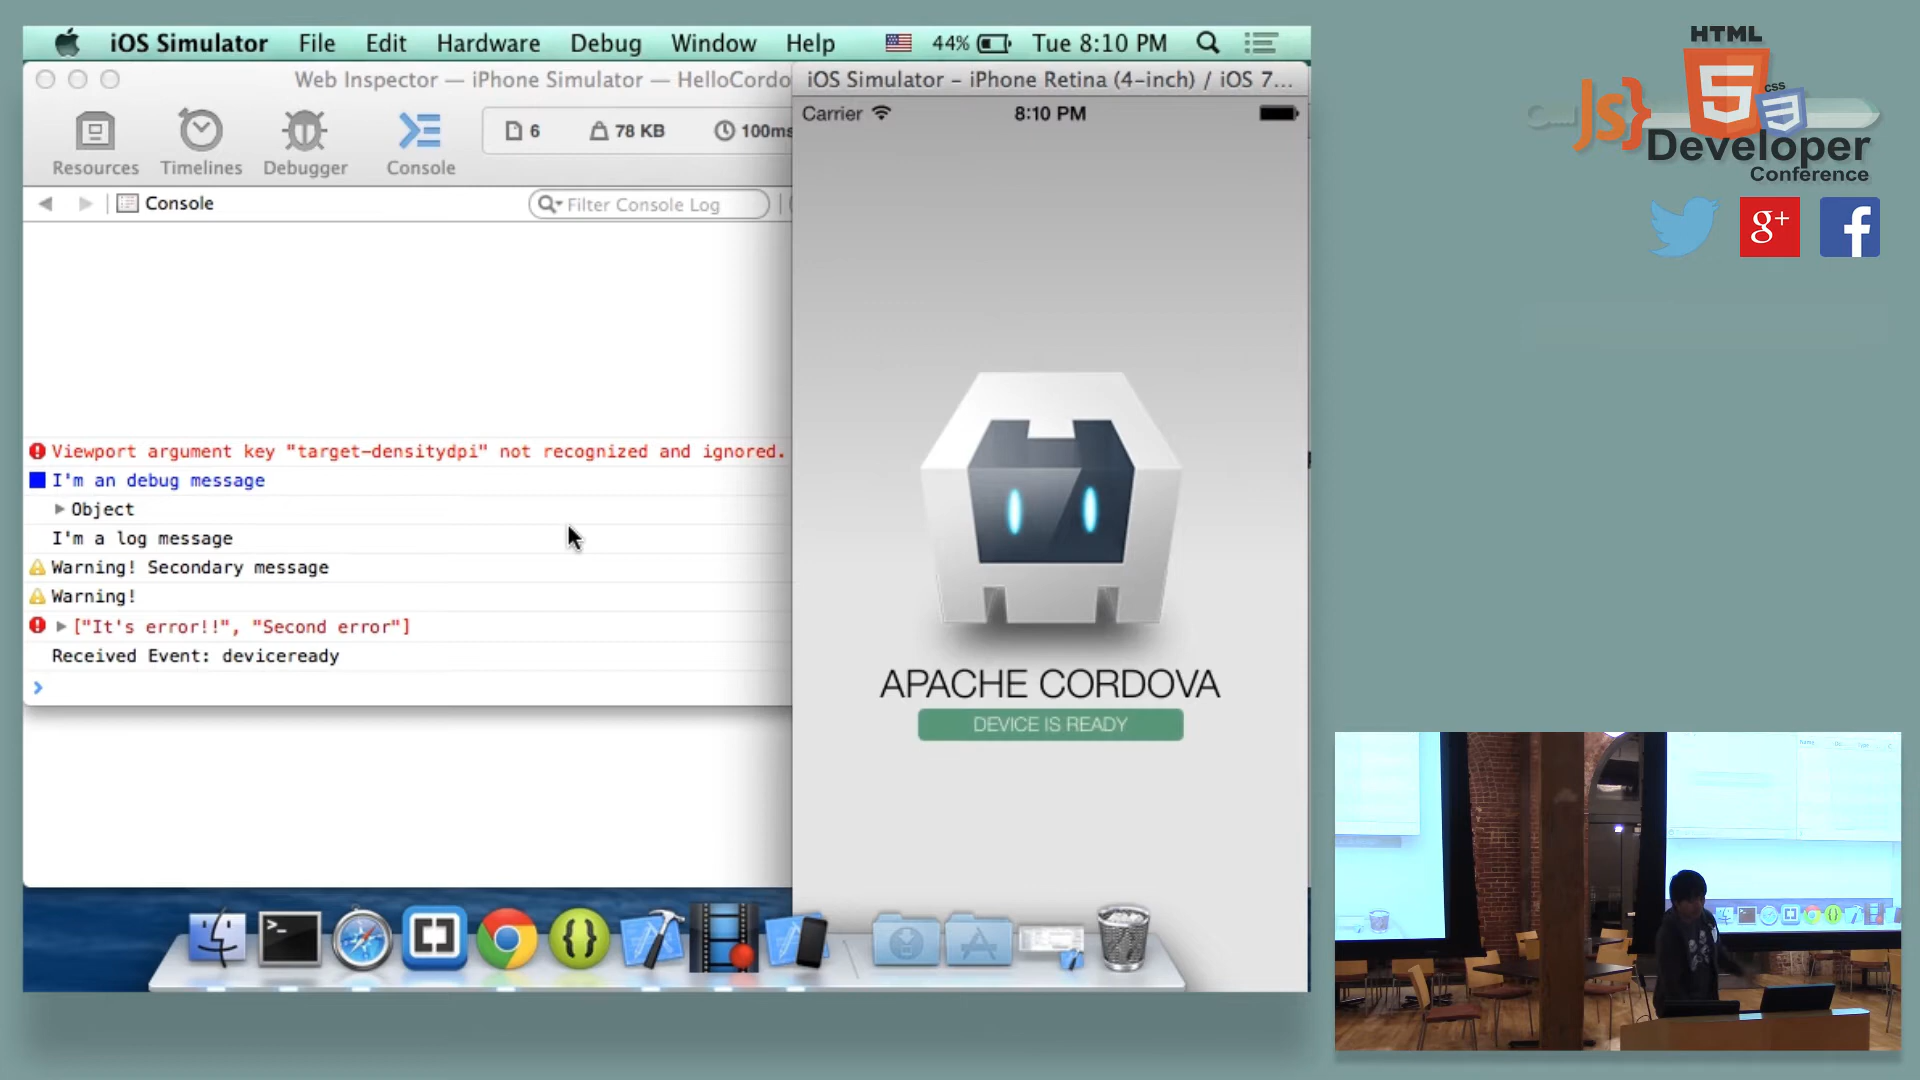 iOS Simulator File Edit Hardware Debug Window Help 44% Tue 8:10 PM
Web Inspector — iPhone Simulator — HelloCordo
iOS Simulator – iPhone Retina (4-inch) / iOS 7...
Carrier 8:10 PM
6 78 KB 100ms
Resources Timelines Debugger Console
Console Filter Console Log
Viewport argument key "target-densitydpi" not recognized and ignored.
I'm an debug message
Object
I'm a log message
Warning! Secondary message
Warning!
["It's error!!", "Second error"]
Received Event: deviceready
APACHE CORDOVA
DEVICE IS READY
HTML
5
CSS
3
JS}
Developer
Conference
g+
f